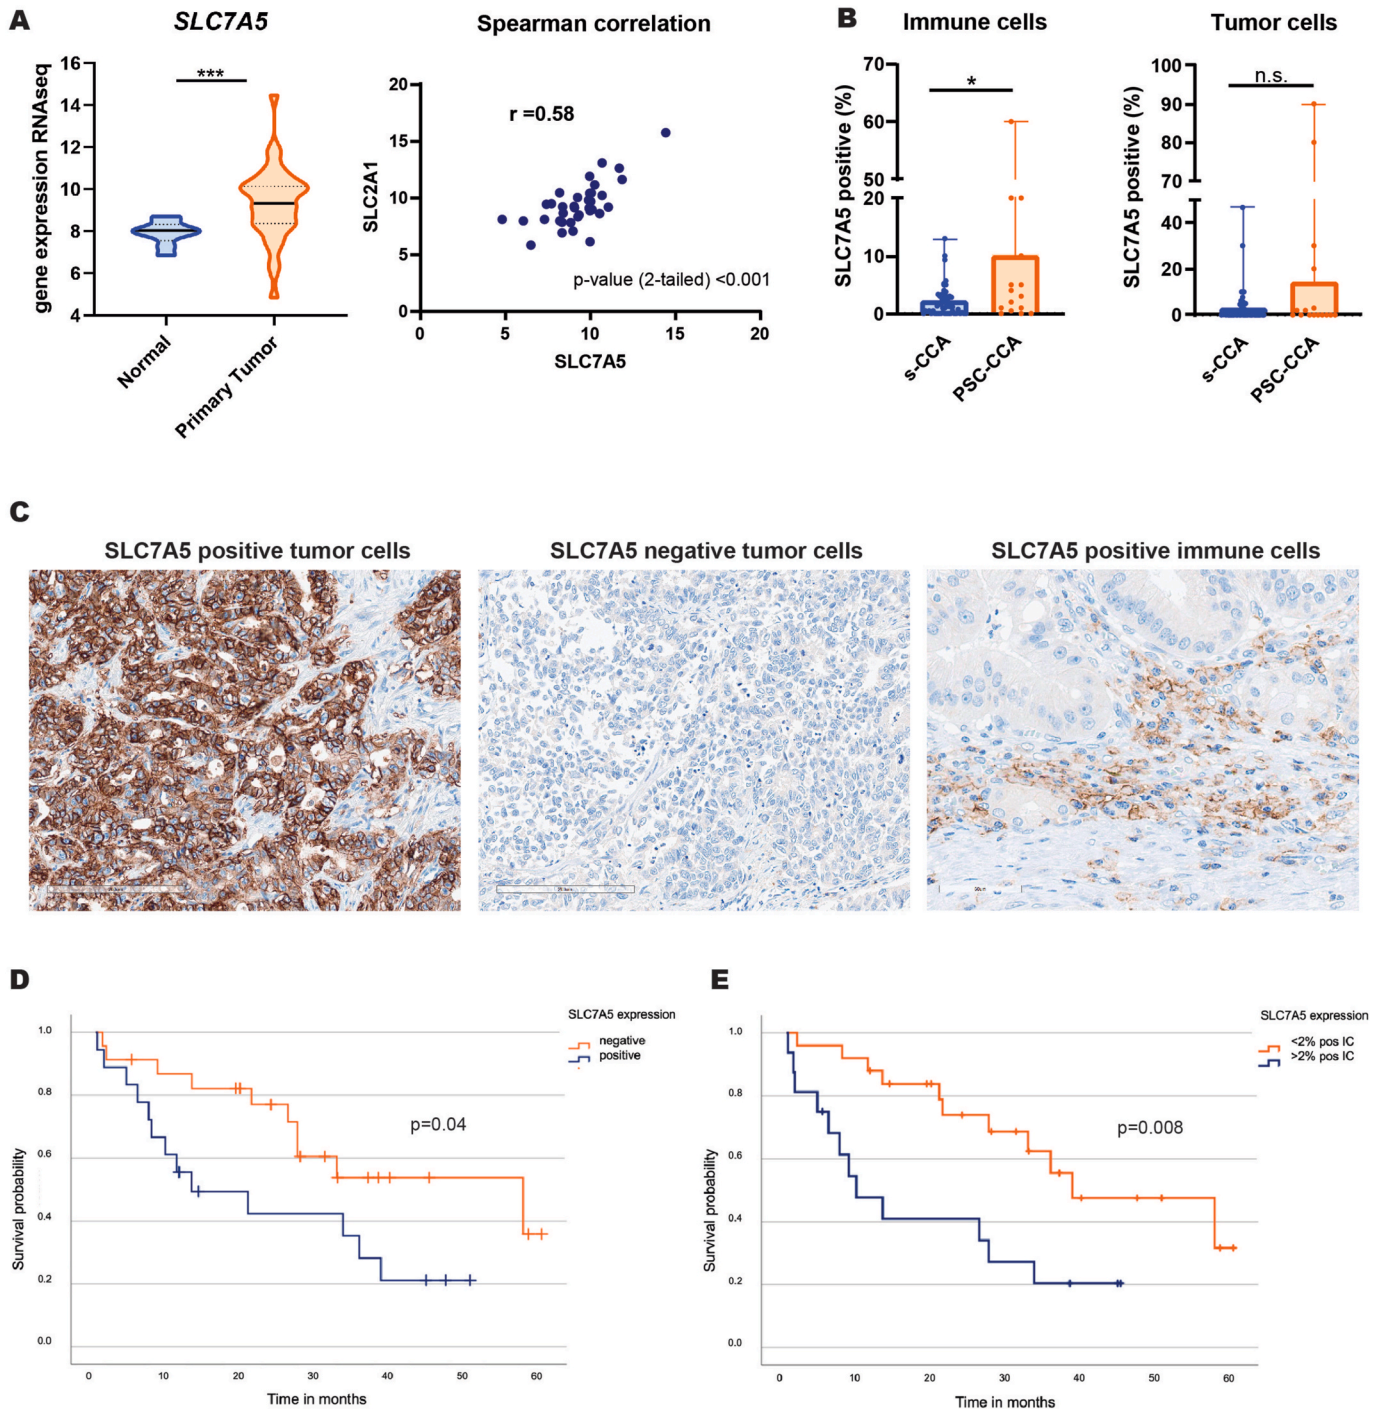 A
SLC7A5
gene expression RNAseq
16
14
12
10
8
6
4
***
Normal
Primary Tumor
Spearman correlation
SLC2A1
20
15
10
5
0
r =0.58
p-value (2-tailed) <0.001
0
5
10
15
20
SLC7A5
B
Immune cells
SLC7A5 positive (%)
70
60
50
20
10
0
*
s-CCA
PSC-CCA
Tumor cells
SLC7A5 positive (%)
100
90
80
70
40
20
0
n.s.
s-CCA
PSC-CCA
C
SLC7A5 positive tumor cells
SLC7A5 negative tumor cells
SLC7A5 positive immune cells
D
SLC7A5 expression
negative
positive
p=0.04
Survival probability
1.0
0.8
0.6
0.4
0.2
0.0
0
10
20
30
40
50
60
Time in months
E
SLC7A5 expression
<2% pos IC
>2% pos IC
p=0.008
Survival probability
1.0
0.8
0.6
0.4
0.2
0.0
0
10
20
30
40
50
60
Time in months